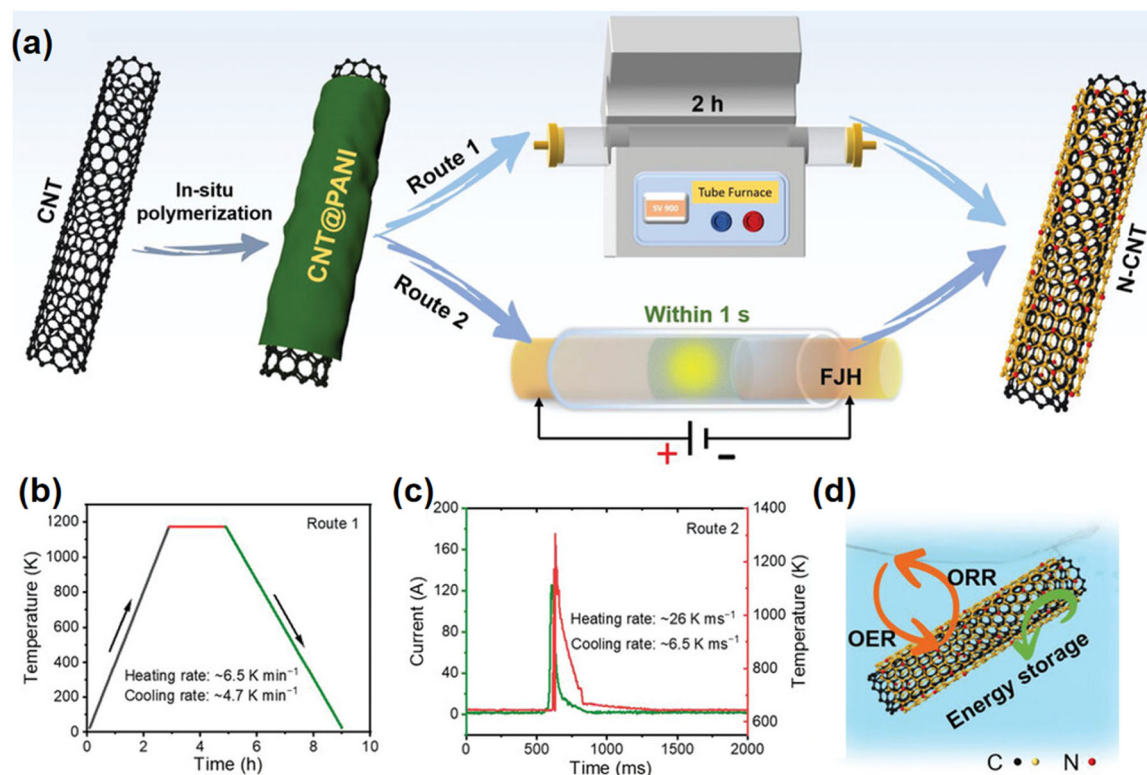 (a)
CNT
In-situ
polymerization
CNT@PANI
Route 1
Route 2
2 h
Tube Furnace
SV 900
Within 1 s
FJH
+
−
N-CNT
(b)
Route 1
Temperature (K)
1200
1000
800
600
400
200
0
Heating rate: ~6.5 K min⁻¹
Cooling rate: ~4.7 K min⁻¹
0 2 4 6 8 10
Time (h)
(c)
Route 2
Current (A)
200
160
120
80
40
0
Heating rate: ~26 K ms⁻¹
Cooling rate: ~6.5 K ms⁻¹
1400
1200
1000
800
640
Temperature (K)
0 500 1000 1500 2000
Time (ms)
(d)
ORR
OER
Energy storage
C N